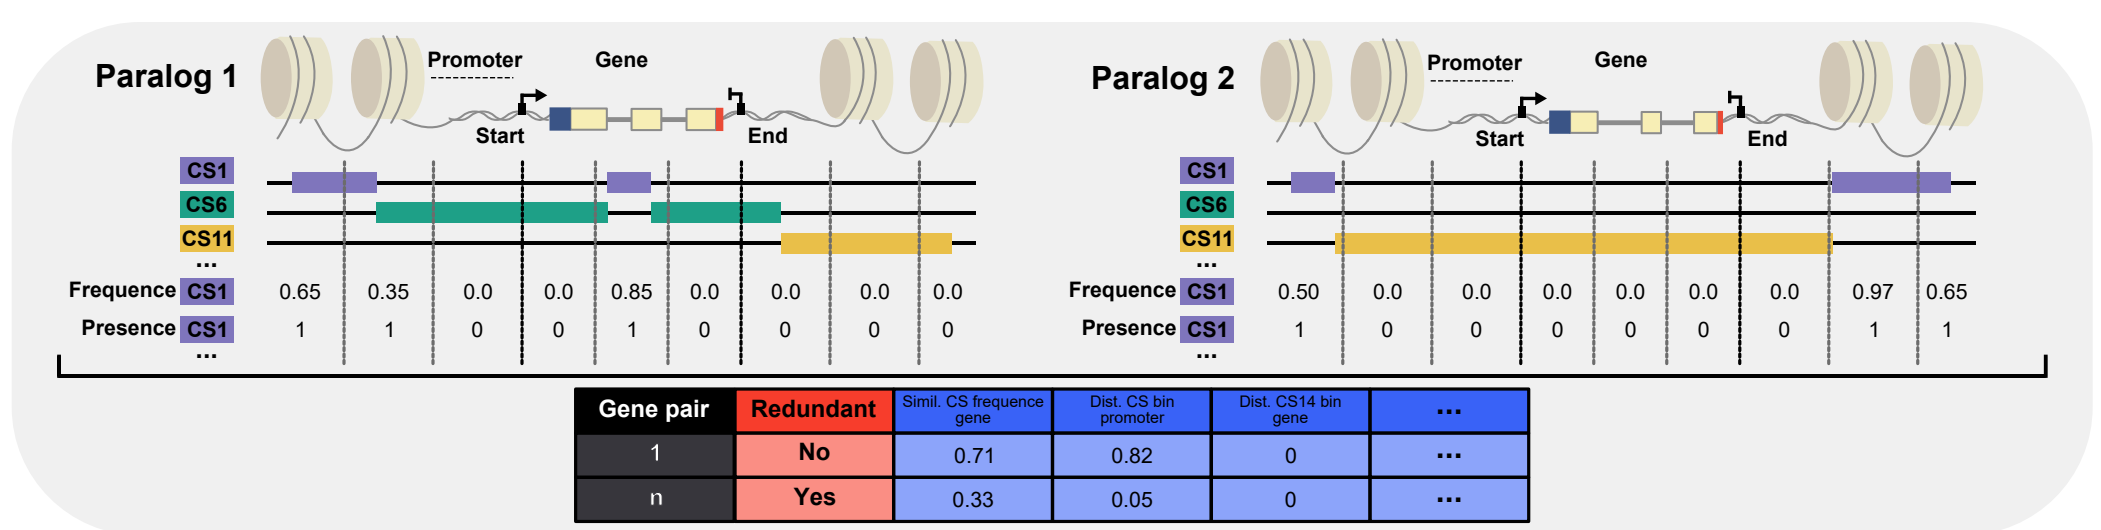 Paralog 1
Promoter
Gene
Start
End
CS1
CS6
CS11
...
Frequence CS1 0.65 0.35 0.0 0.0 0.85 0.0 0.0 0.0 0.0
Presence CS1 1 1 0 0 1 0 0 0 0
...
Paralog 2
Promoter
Gene
Start
End
CS1
CS6
CS11
...
Frequence CS1 0.50 0.0 0.0 0.0 0.0 0.0 0.0 0.97 0.65
Presence CS1 1 0 0 0 0 0 0 1 1
...
Gene pair
Redundant
Simil. CS frequence
gene
Dist. CS bin
promoter
Dist. CS14 bin
gene
...
1 No 0.71 0.82 0 ...
n Yes 0.33 0.05 0 ...